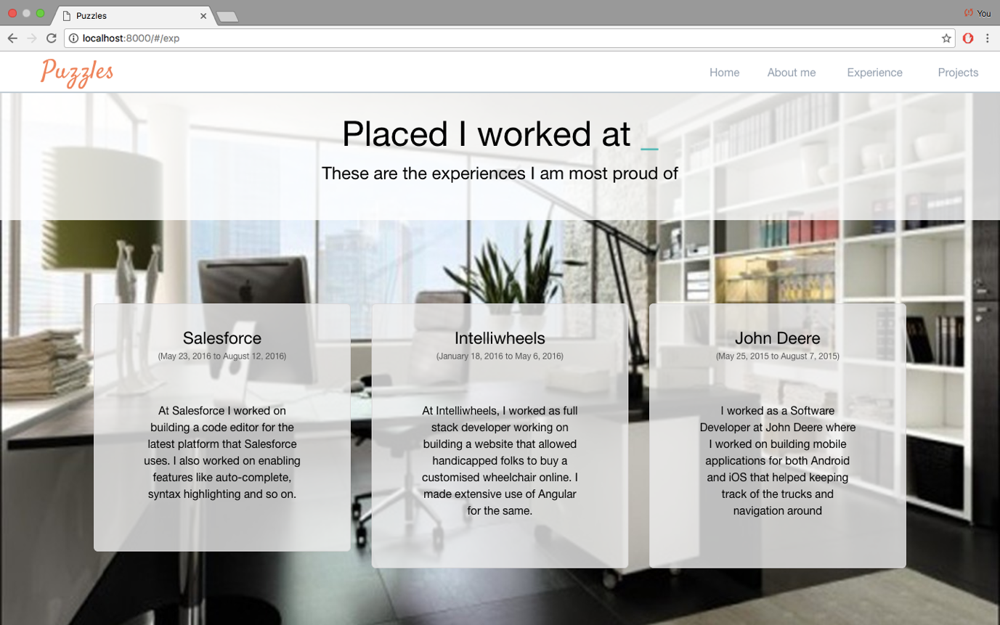 Puzzles
You
localhost:8000/#/exp
Puzzles
Home About me Experience Projects
Placed I worked at _
These are the experiences I am most proud of
Salesforce
(May 23, 2016 to August 12, 2016)
At Salesforce I worked on
building a code editor for the
latest platform that Salesforce
uses. I also worked on enabling
features like auto-complete,
syntax highlighting and so on.
Intelliwheels
(January 18, 2016 to May 6, 2016)
At Intelliwheels, I worked as full
stack developer working on
building a website that allowed
handicapped folks to buy a
customised wheelchair online. I
made extensive use of Angular
for the same.
John Deere
(May 25, 2015 to August 7, 2015)
I worked as a Software
Developer at John Deere where
I worked on building mobile
applications for both Android
and iOS that helped keeping
track of the trucks and
navigation around